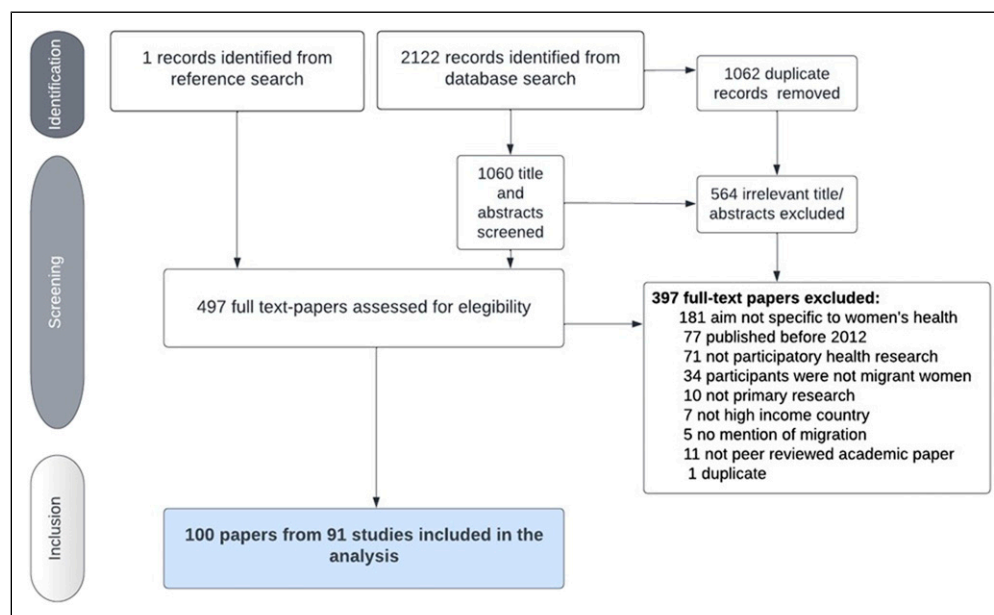 Identification
1 records identified from
reference search
2122 records identified from
database search
1062 duplicate
records removed
Screening
1060 title
and
abstracts
screened
564 irrelevant title/
abstracts excluded
497 full text-papers assessed for elegibility
397 full-text papers excluded:
181 aim not specific to women's health
77 published before 2012
71 not participatory health research
34 participants were not migrant women
10 not primary research
7 not high income country
5 no mention of migration
11 not peer reviewed academic paper
1 duplicate
Inclusion
100 papers from 91 studies included in the
analysis